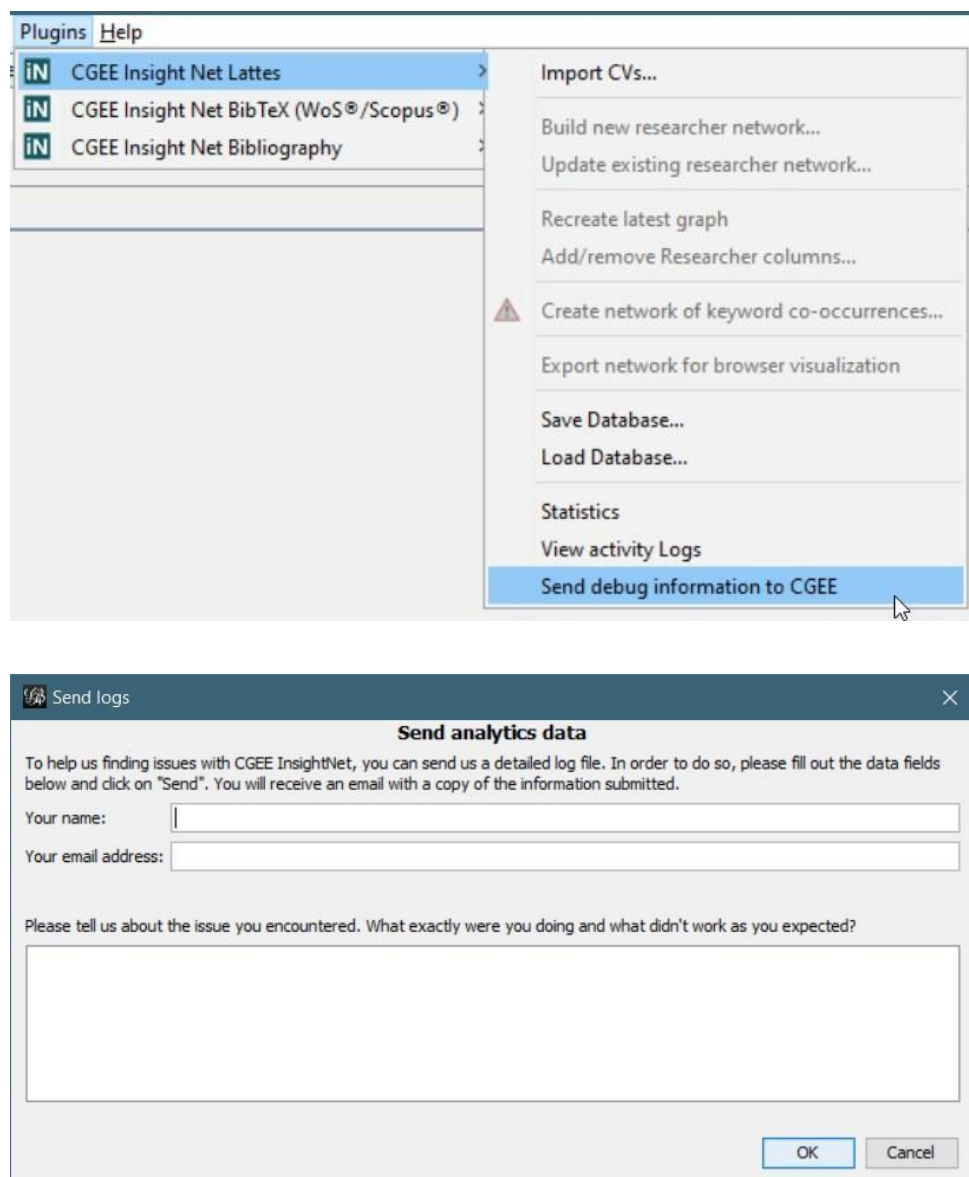 Plugins Help
iN CGEE Insight Net Lattes >
iN CGEE Insight Net BibTeX (WoS®/Scopus®) >
iN CGEE Insight Net Bibliography >
Import CVs...
Build new researcher network...
Update existing researcher network...
Recreate latest graph
Add/remove Researcher columns...
Create network of keyword co-occurrences...
Export network for browser visualization
Save Database...
Load Database...
Statistics
View activity Logs
Send debug information to CGEE
Send logs
Send analytics data
To help us finding issues with CGEE InsightNet, you can send us a detailed log file. In order to do so, please fill out the data fields
below and click on "Send". You will receive an email with a copy of the information submitted.
Your name:
Your email address:
Please tell us about the issue you encountered. What exactly were you doing and what didn't work as you expected?
OK Cancel